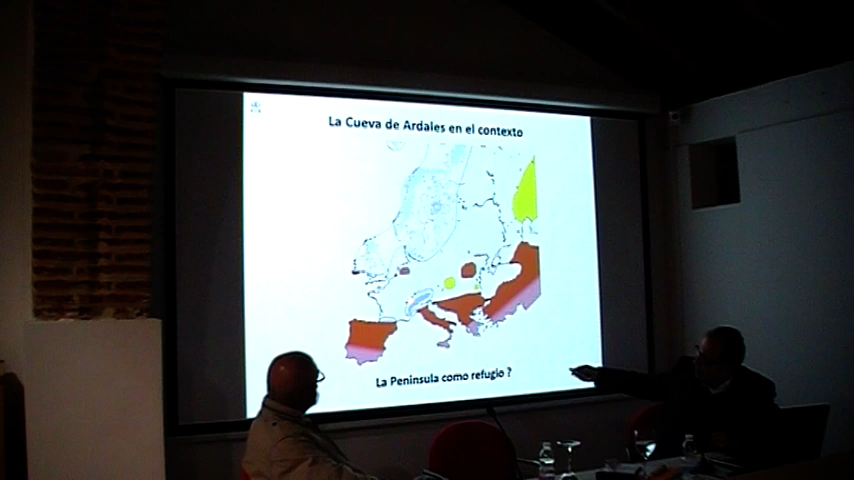 La Cueva de Ardales en el contexto
La Peninsula como refugio ?